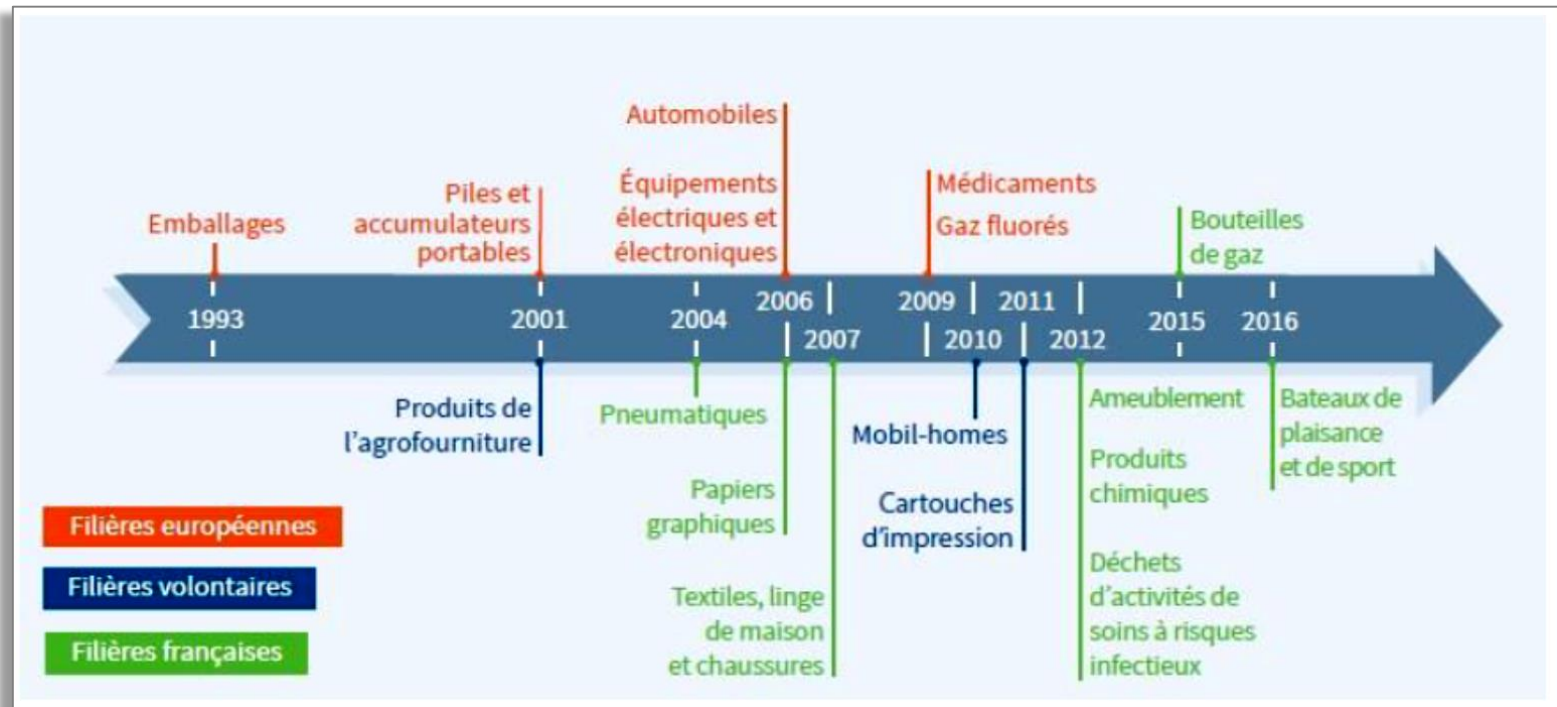 Automobiles
Équipements
électriques et
électroniques
Piles et
accumulateurs
portables
Emballages
Médicaments
Gaz fluorés
Bouteilles
de gaz
1993
2001
2004
2006
2007
2009
2010
2011
2012
2015
2016
Produits de
l'agrofourniture
Pneumatiques
Papiers
graphiques
Textiles, linge
de maison
et chaussures
Mobil-homes
Cartouches
d'impression
Ameublement
Produits
chimiques
Déchets
d'activités de
soins à risques
infectieux
Bateaux de
plaisance
et de sport
Filières européennes
Filières volontaires
Filières françaises